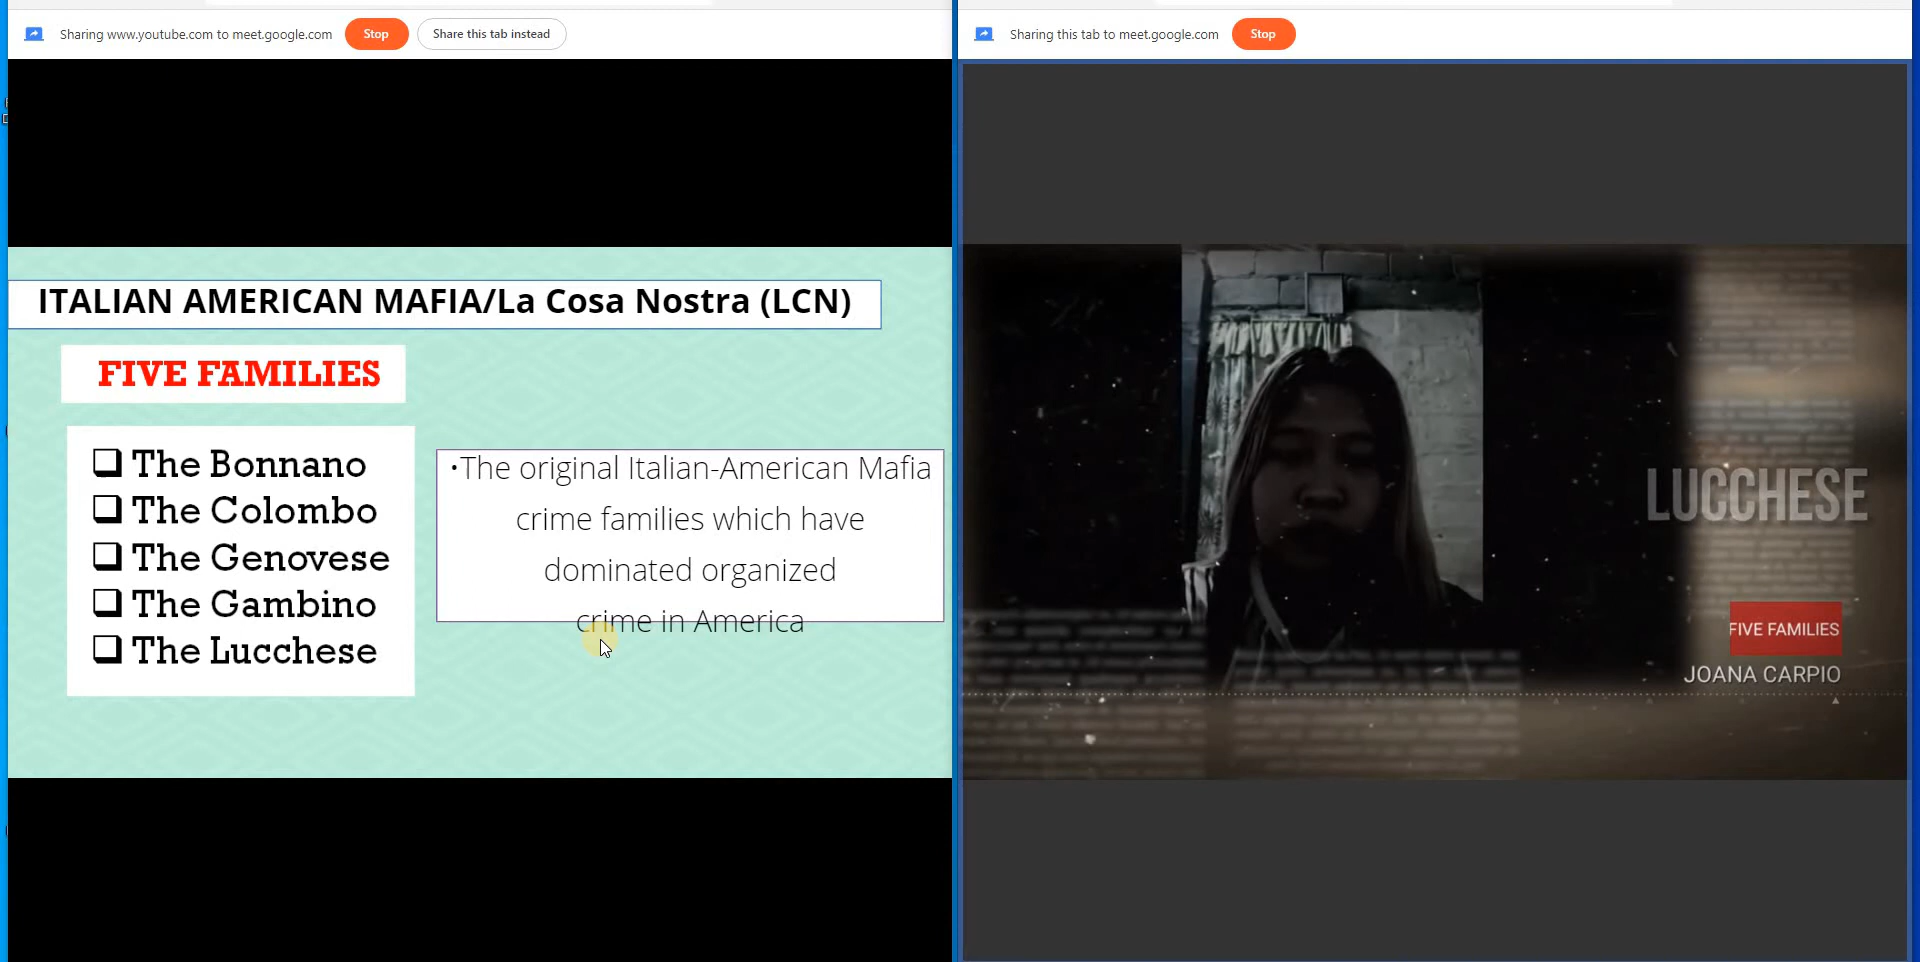 Sharing www.youtube.com to meet.google.com
Stop
Share this tab instead
ITALIAN AMERICAN MAFIA/La Cosa Nostra (LCN)
FIVE FAMILIES
The Bonnano
The Colombo
The Genovese
The Gambino
The Lucchese
•The original Italian-American Mafia
crime families which have
dominated organized
crime in America
Sharing this tab to meet.google.com
Stop
LUCCHESE
FIVE FAMILIES
JOANA CARPIO